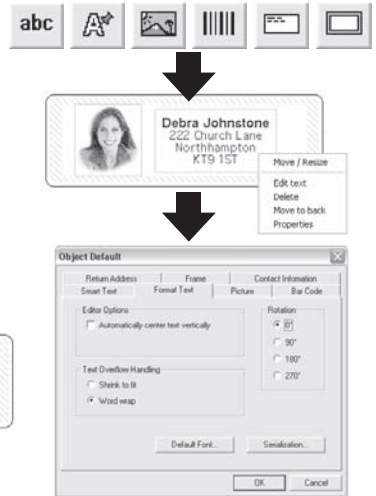 abc
Debra Johnstone
222 Church Lane
Northhampton
KT9 1ST
Move / Resize
Edit text
Delete
Move to back
Properties
Object Default
Return Address Frame Contact Infomation
Smart Text Format Text Picture Bar Code
Editor Options
Automatically center text vertically
Rotation
0°
90°
180°
270°
Text Overflow Handling
Shrink to fit
Word wrap
Default Font... Serialization...
OK Cancel